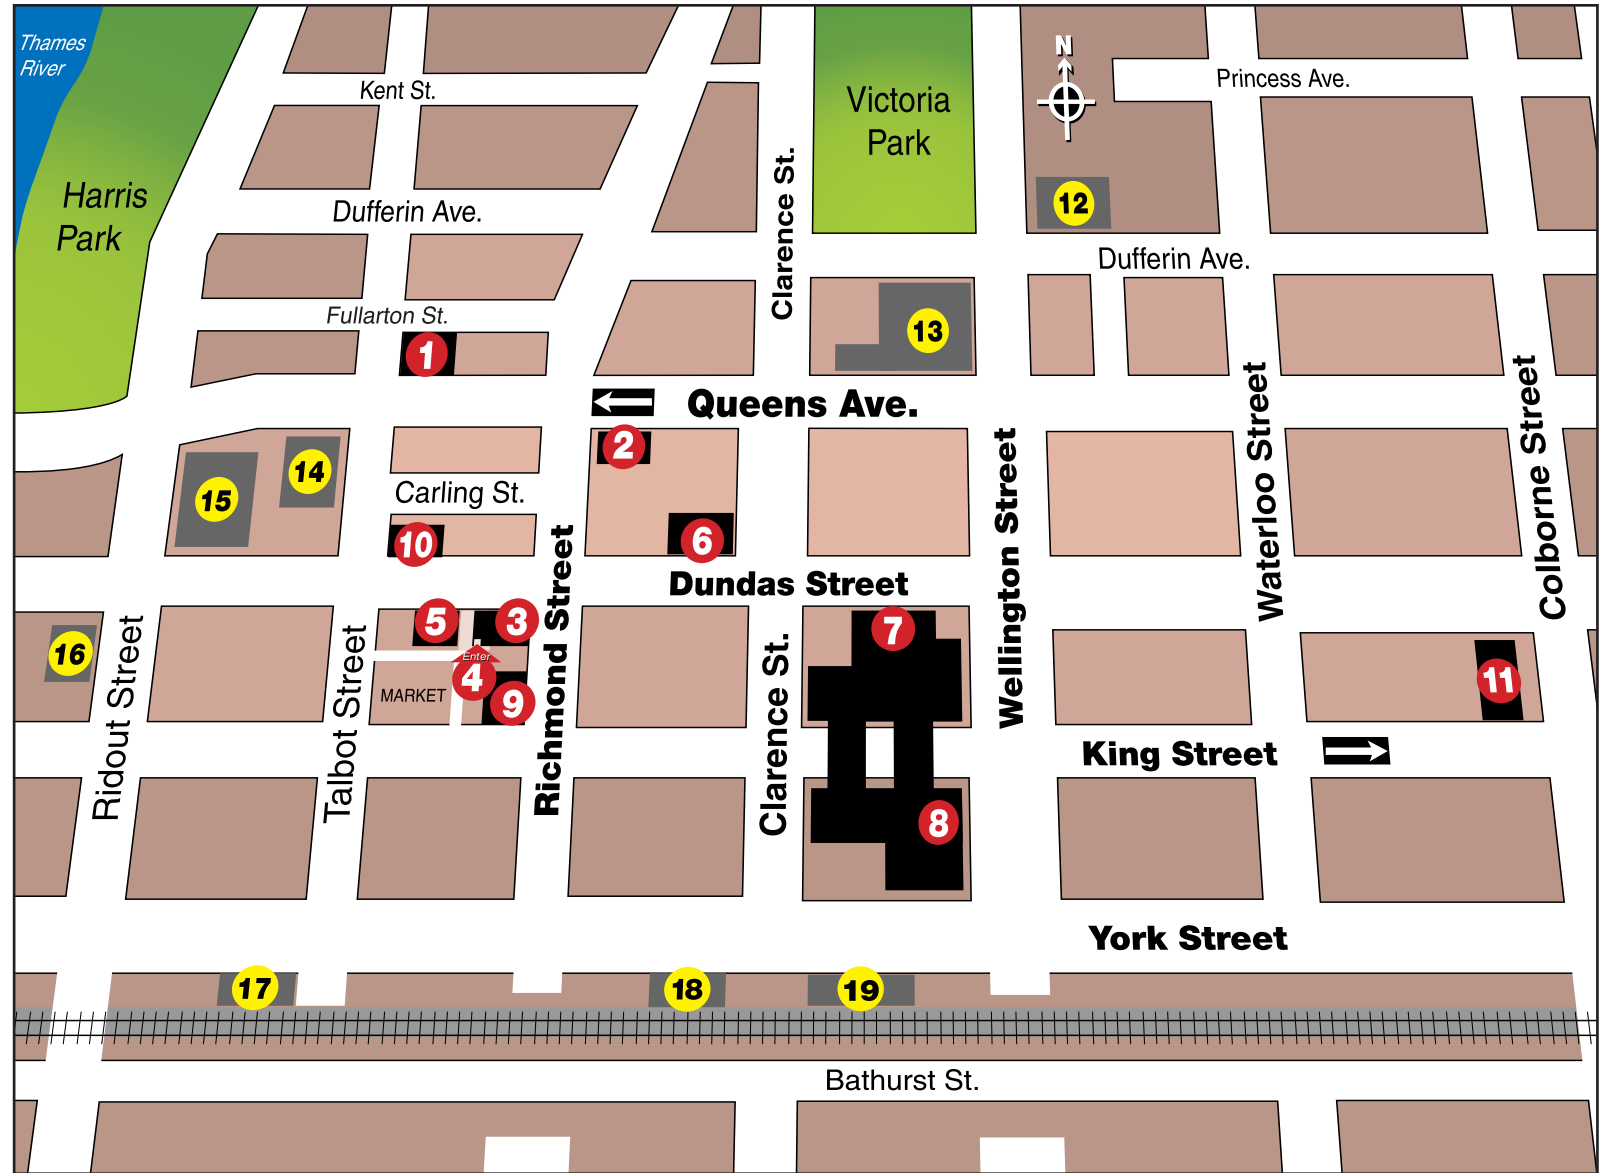 Thames
River
N
Kent St.
Princess Ave.
Victoria
Park
Harris
Park
Clarence St.
12
Dufferin Ave.
Dufferin Ave.
Fullarton St.
13
1
Queens Ave.
2
14
15
Carling St.
10
6
Richmond Street
Wellington Street
Waterloo Street
Colborne Street
Dundas Street
5
3
7
16
Enter
4
MARKET
9
11
Ridout Street
Talbot Street
Clarence St.
King Street
8
York Street
17
18
19
Bathurst St.